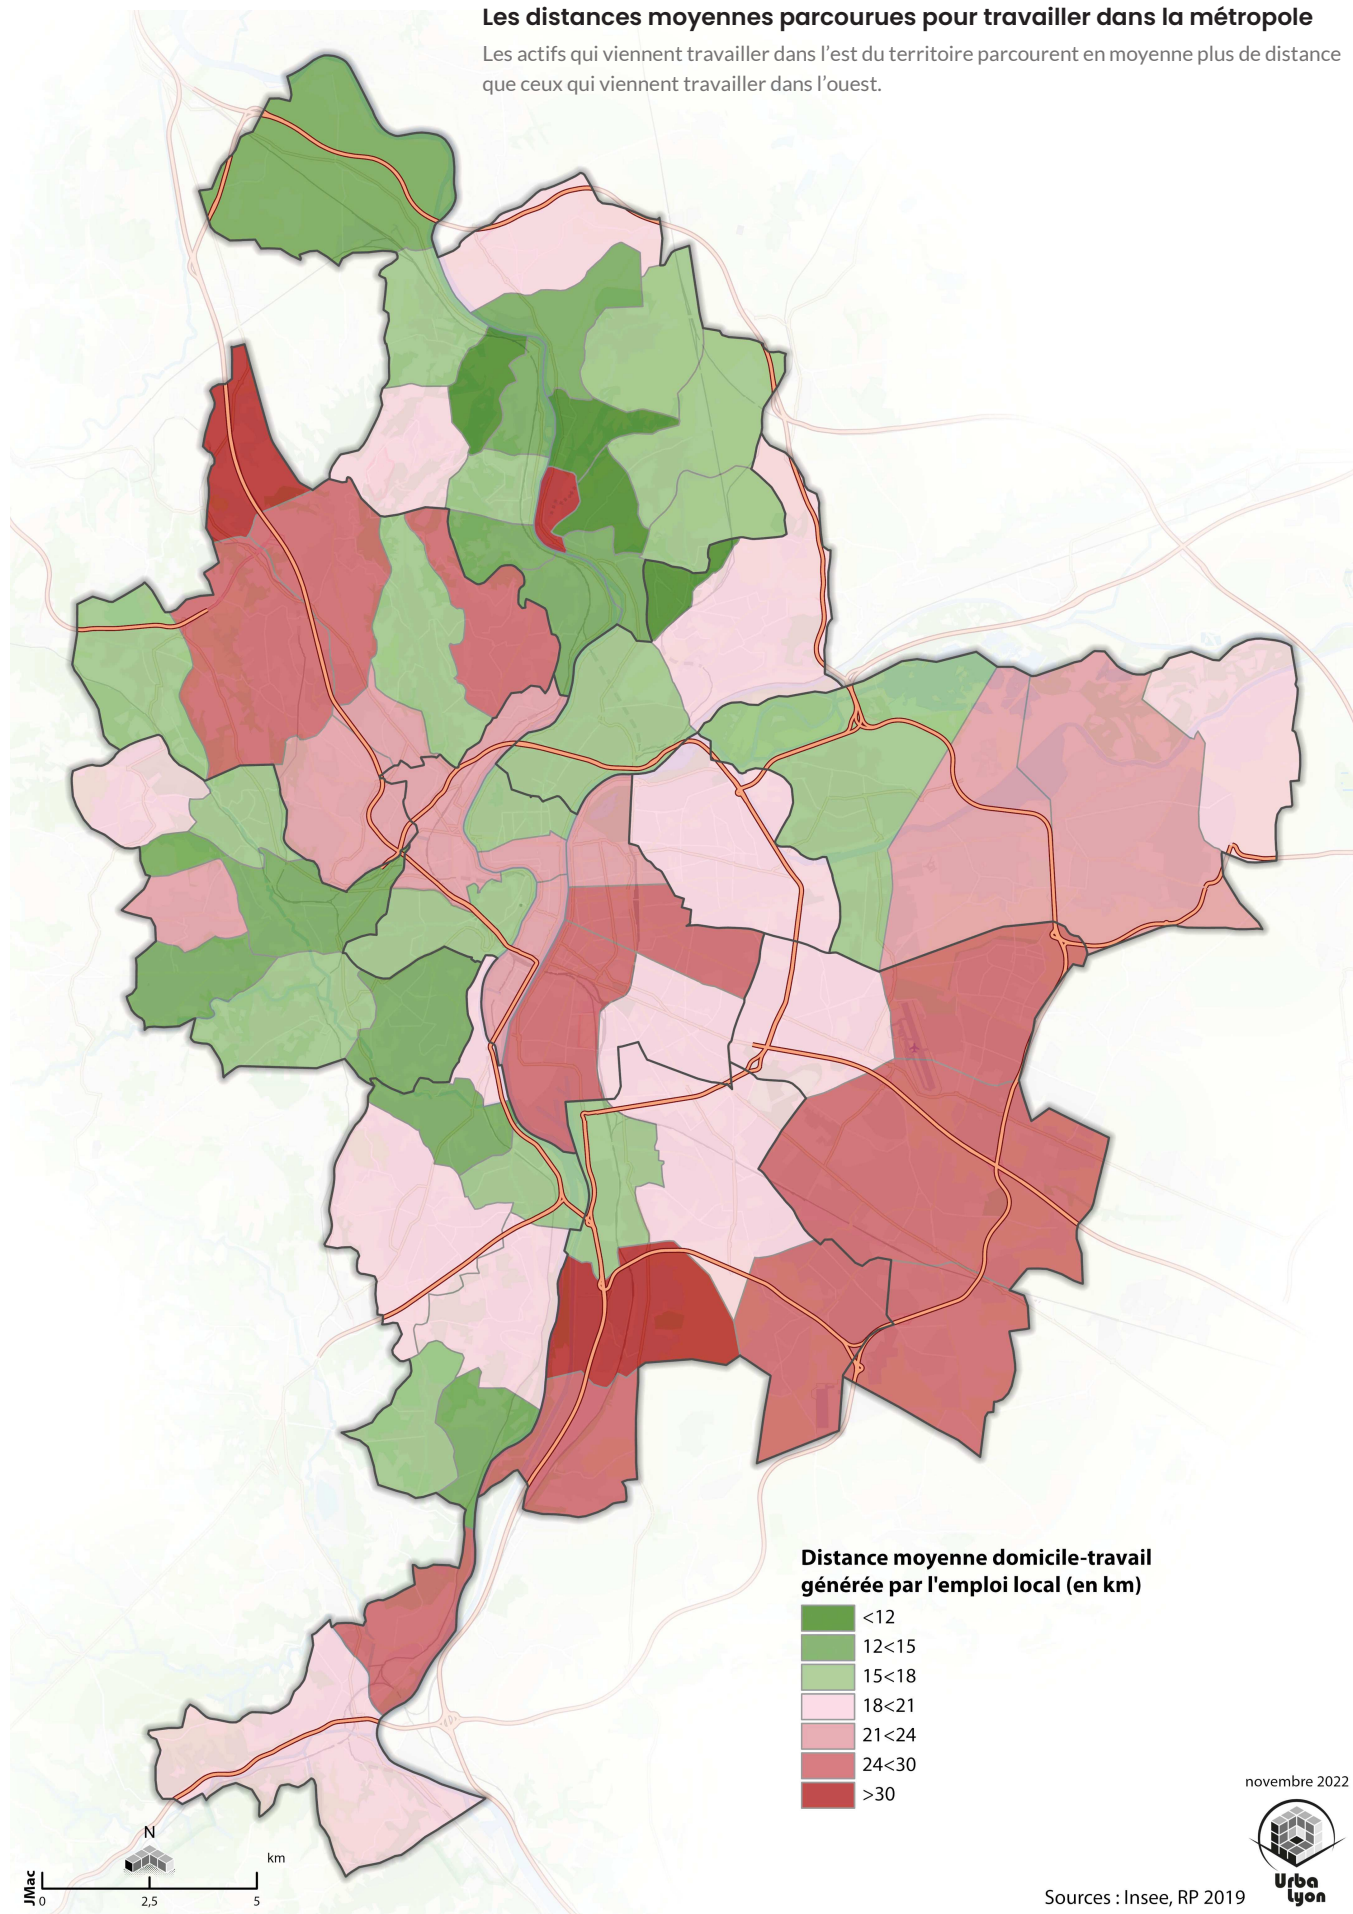 Les distances moyennes parcourues pour travailler dans la métropole
Les actifs qui viennent travailler dans l'est du territoire parcourent en moyenne plus de distance
que ceux qui viennent travailler dans l'ouest.
Distance moyenne domicile-travail
générée par l'emploi local (en km)
<12
12<15
15<18
18<21
21<24
24<30
>30
novembre 2022
N
km
JMac
0 2,5 5
Sources : Insee, RP 2019
Urba
Lyon